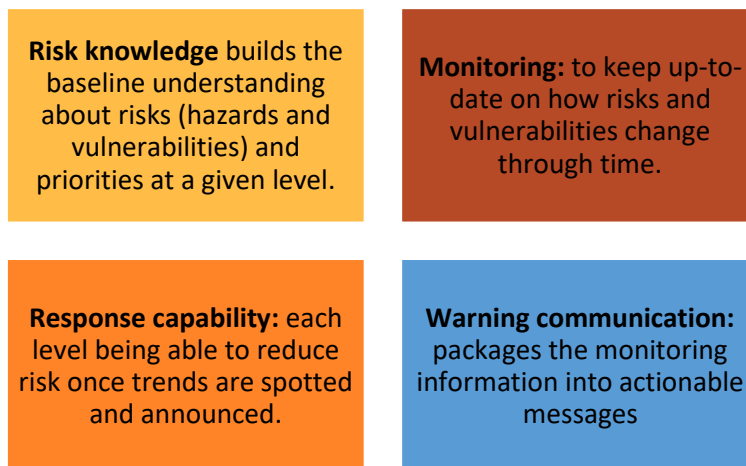 Risk knowledge builds the
baseline understanding
about risks (hazards and
vulnerabilities) and
priorities at a given level.
Monitoring: to keep up-to-
date on how risks and
vulnerabilities change
through time.
Response capability: each
level being able to reduce
risk once trends are spotted
and announced.
Warning communication:
packages the monitoring
information into actionable
messages